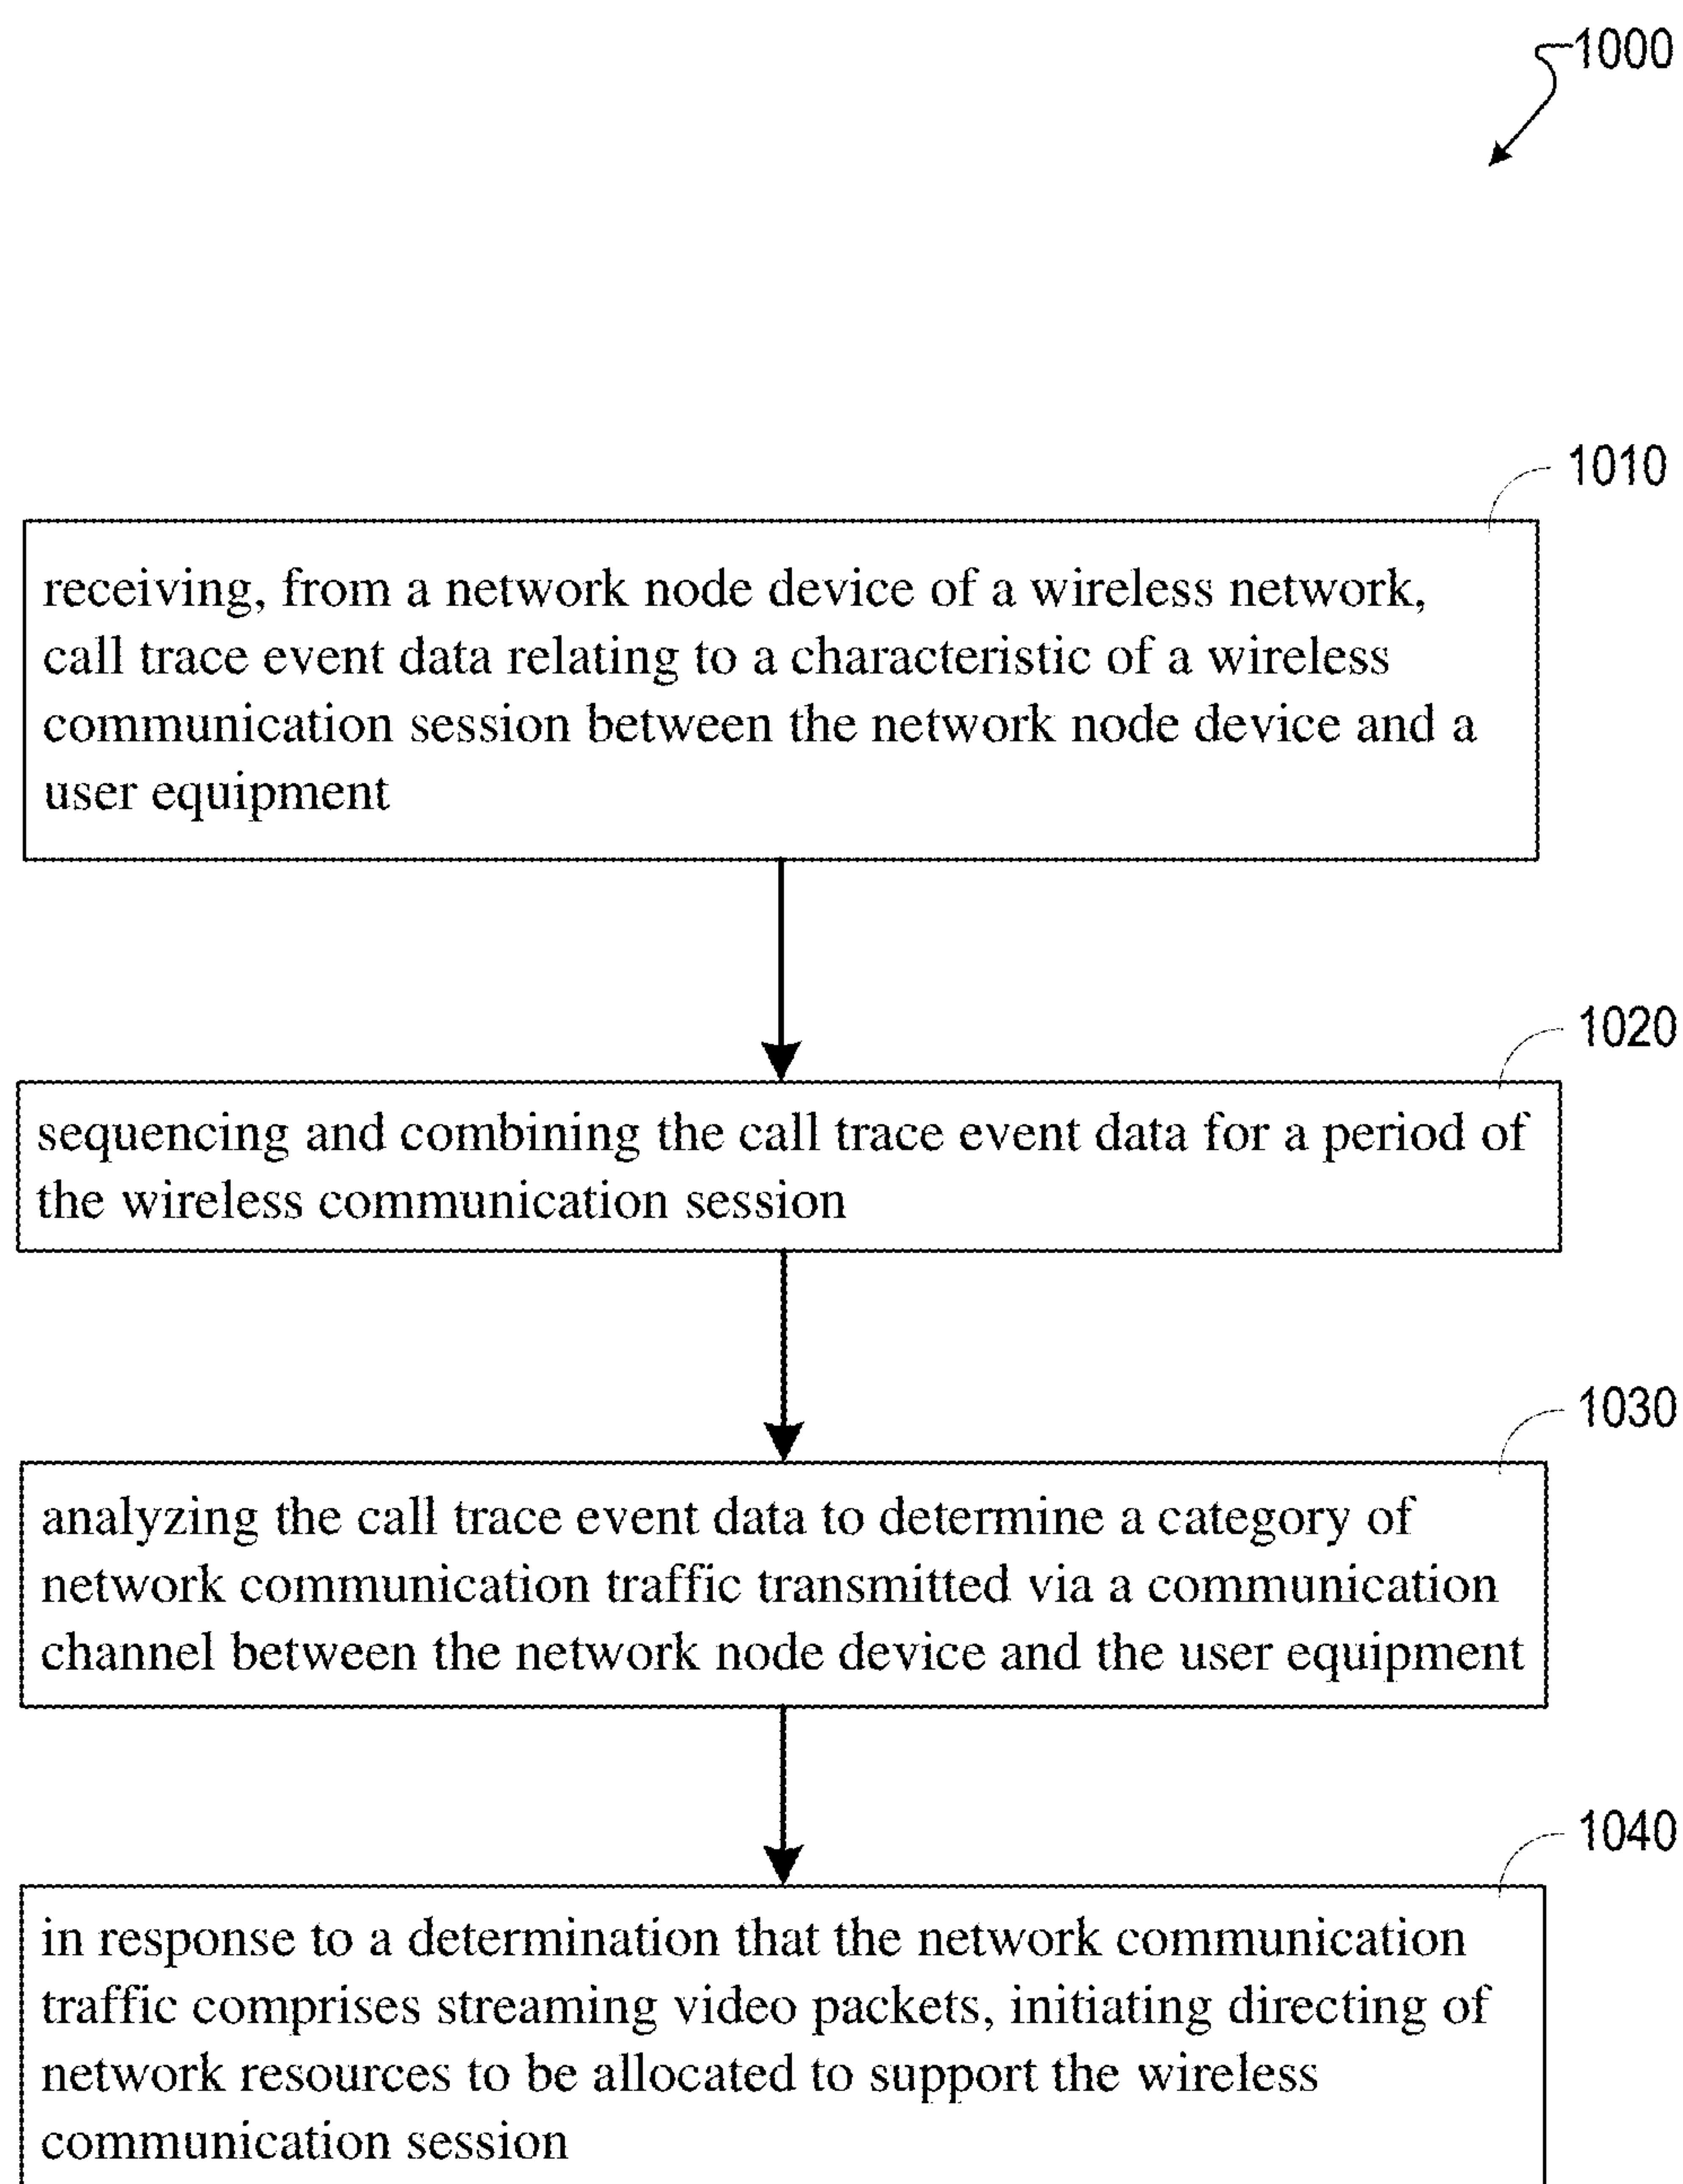 1000
1010
receiving, from a network node device of a wireless network,
call trace event data relating to a characteristic of a wireless
communication session between the network node device and a
user equipment
1020
sequencing and combining the call trace event data for a period of
the wireless communication session
1030
analyzing the call trace event data to determine a category of
network communication traffic transmitted via a communication
channel between the network node device and the user equipment
1040
in response to a determination that the network communication
traffic comprises streaming video packets, initiating directing of
network resources to be allocated to support the wireless
communication session